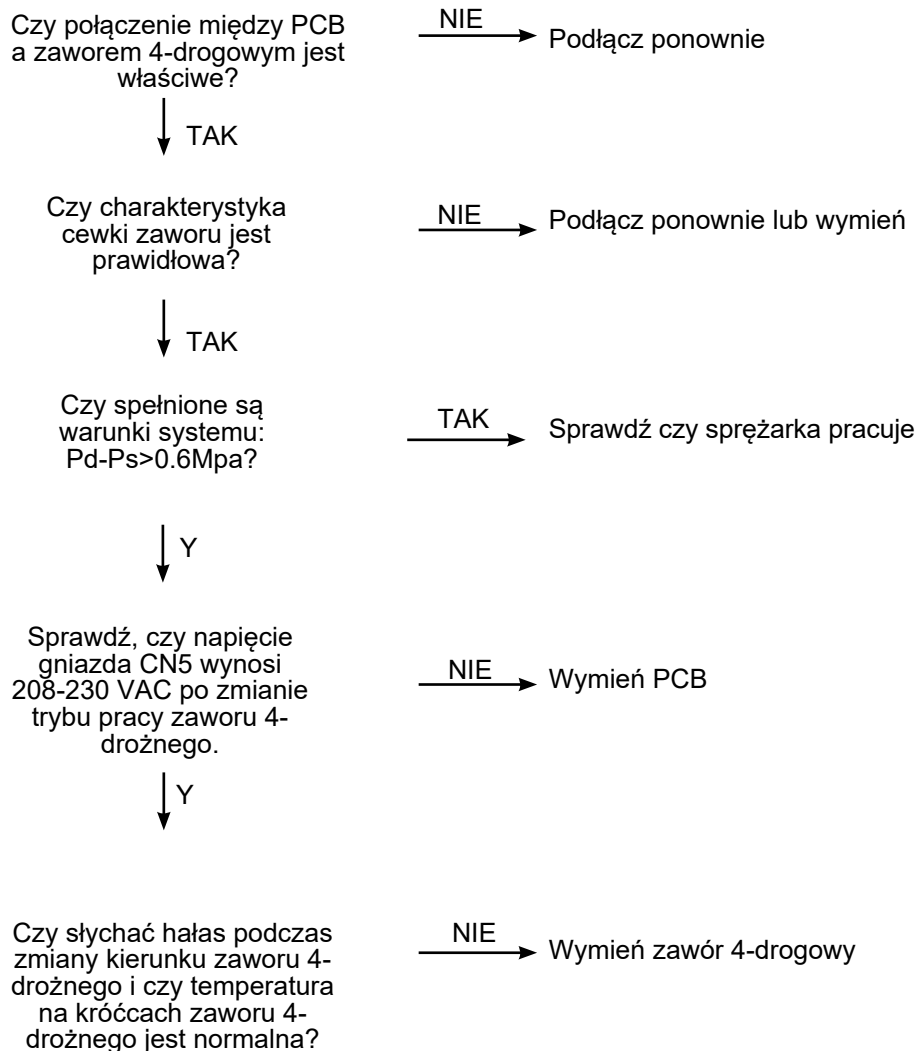 Czy połączenie między PCB
a zaworem 4-drogowym jest
właściwe?
NIE
Podłącz ponownie
TAK
Czy charakterystyka
cewki zaworu jest
prawidłowa?
NIE
Podłącz ponownie lub wymień
TAK
Czy spełnione są
warunki systemu:
Pd-Ps>0.6Mpa?
TAK
Sprawdź czy sprężarka pracuje
Y
Sprawdź, czy napięcie
gniazda CN5 wynosi
208-230 VAC po zmianie
trybu pracy zaworu 4-
drożnego.
NIE
Wymień PCB
Y
Czy słychać hałas podczas
zmiany kierunku zaworu 4-
drożnego i czy temperatura
na króćcach zaworu 4-
drożnego jest normalna?
NIE
Wymień zawór 4-drogowy